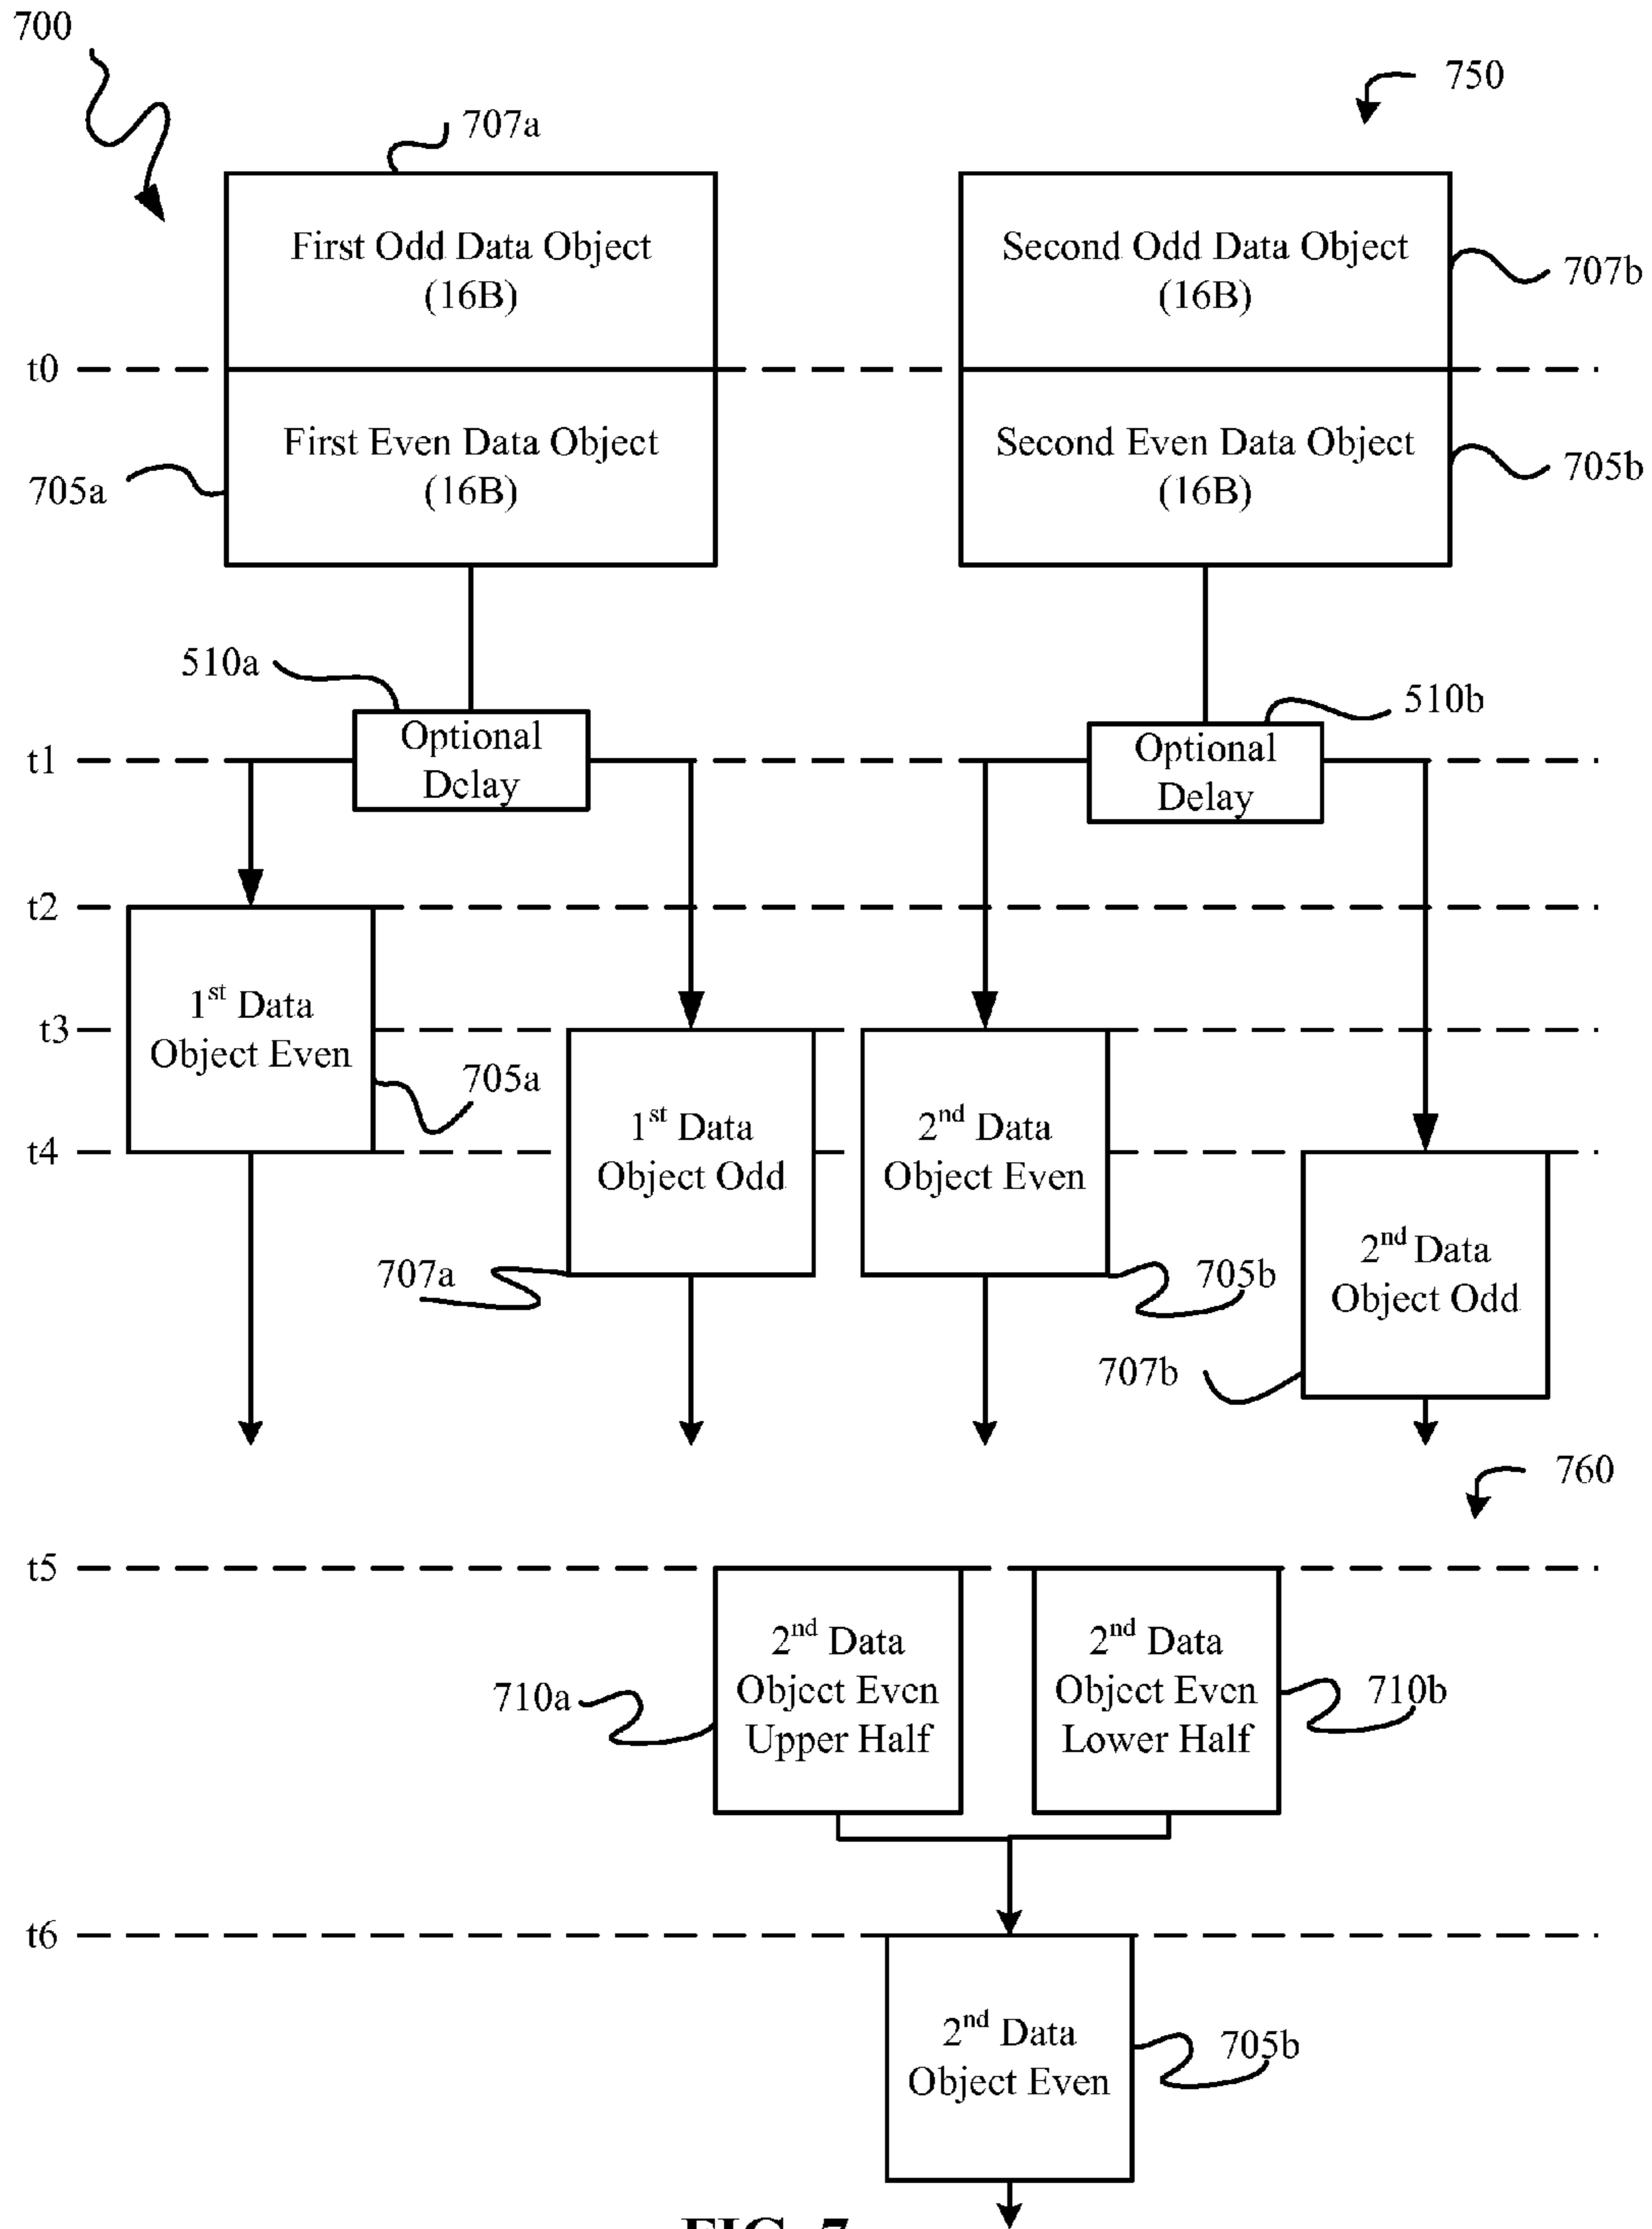 700
750
707a
First Odd Data Object
(16B)
Second Odd Data Object
(16B)
707b
t0
First Even Data Object
(16B)
Second Even Data Object
(16B)
705a
705b
510a
510b
Optional
Delay
Optional
Delay
t1
t2
1st Data
Object Even
t3
705a
1st Data
Object Odd
2nd Data
Object Even
t4
2nd Data
Object Odd
707a
705b
707b
760
t5
2nd Data
Object Even
Upper Half
2nd Data
Object Even
Lower Half
710a
710b
t6
2nd Data
Object Even
705b
FIG. 7